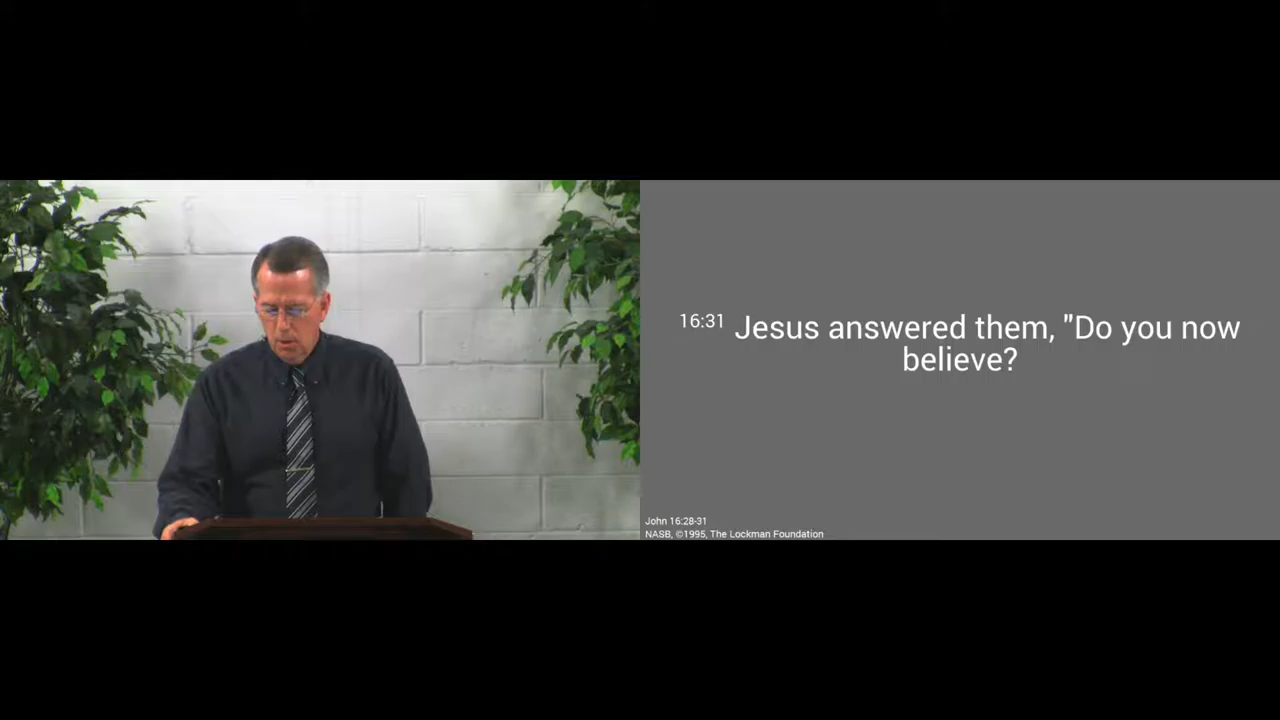 16:31 Jesus answered them, "Do you now
believe?
John 16:28-31
NASB, ©1995, The Lockman Foundation